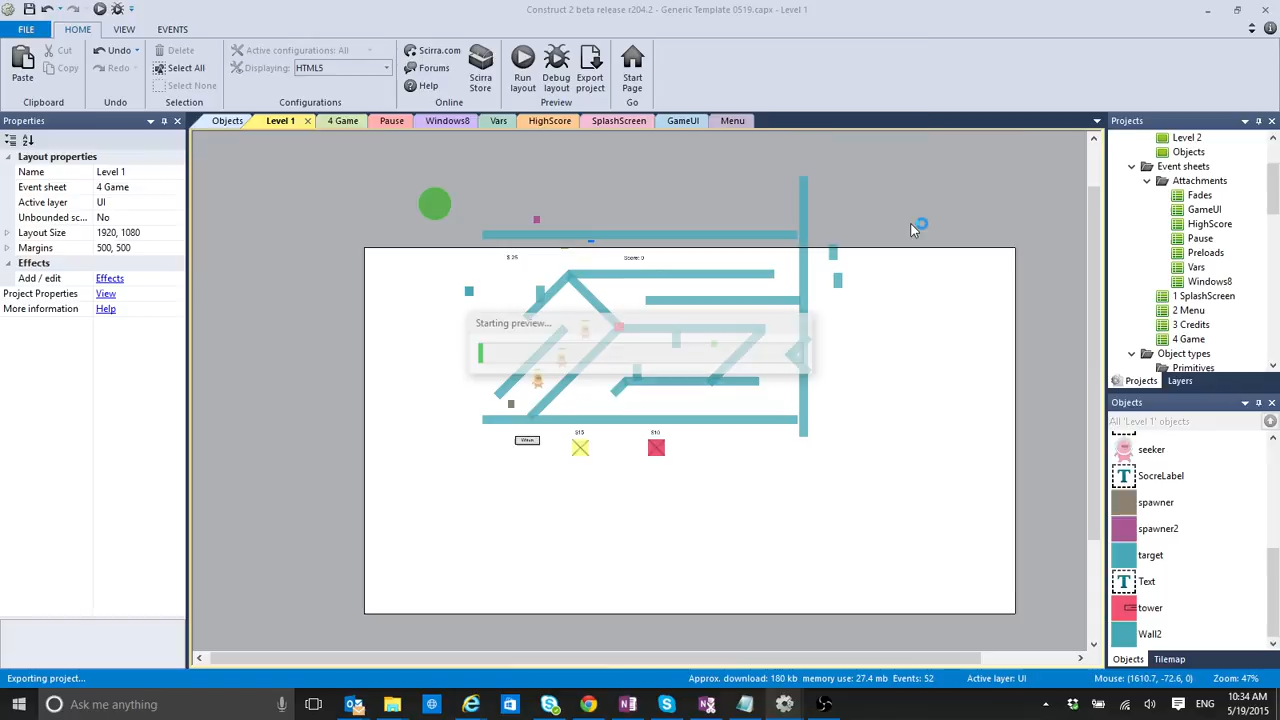 Construct 2 beta release r204.2 - Generic Template 0519.capx - Level 1
FILE HOME VIEW EVENTS
Paste
Cut
Copy
Clipboard
Undo
Redo
Undo
Delete
Select All
Select None
Selection
Active configurations: All
Displaying: HTML5
Configurations
Scirra.com
Forums
Help
Scirra Store
Online
Run layout
Debug layout
Export project
Preview
Start Page
Go
Properties
Layout properties
Name Level 1
Event sheet 4 Game
Active layer UI
Unbounded sc... No
Layout Size 1920, 1080
Margins 500, 500
Effects
Add / edit Effects
Project Properties View
More information Help
Objects Level 1 4 Game Pause Windows8 Vars HighScore SplashScreen GameUI Menu
$ 25 Score: 0
Starting preview...
Wave
$15
$10
Projects
Level 2
Objects
Event sheets
Attachments
Fades
GameUI
HighScore
Pause
Preloads
Vars
Windows8
1 SplashScreen
2 Menu
3 Credits
4 Game
Object types
Primitives
Projects Layers
Objects
All 'Level 1' objects
seeker
T SocreLabel
spawner
spawner2
target
T Text
tower
Wall2
Objects Tilemap
Exporting project... Approx. download: 180 kb memory use: 27.4 mb Events: 52 Active layer: UI Mouse: (1610.7, -72.6, 0) Zoom: 47%
Ask me anything
ENG
10:34 AM
5/19/2015